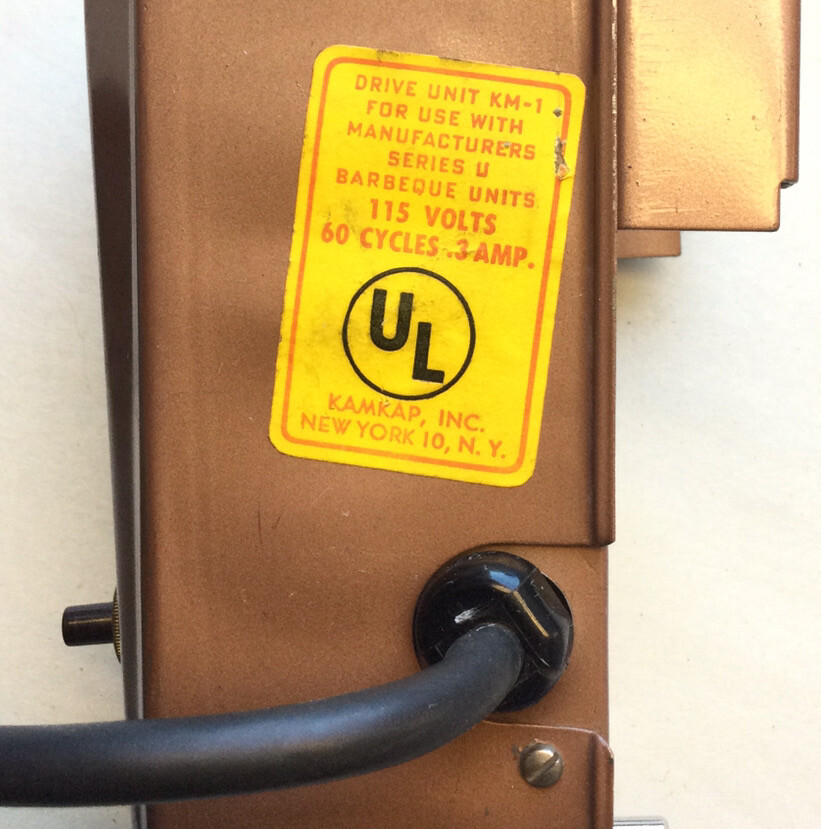 DRIVE UNIT KM-1
FOR USE WITH
MANUFACTURERS
SERIES U
BARBEQUE UNITS
115 VOLTS
60 CYCLES .3 AMP.
UL
KAMKAP, INC.
NEW YORK 10, N. Y.